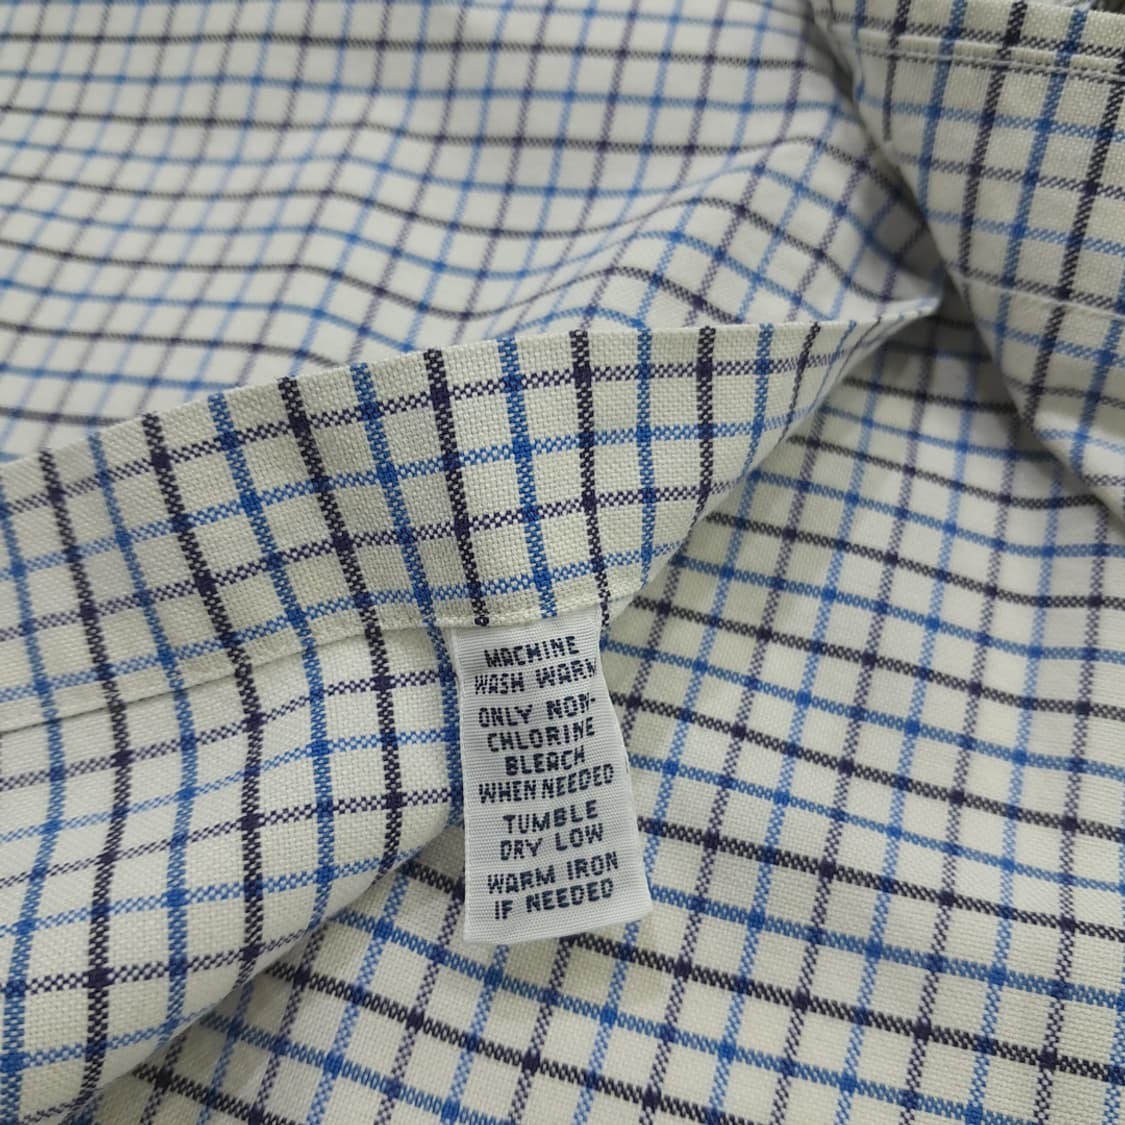 MACHINE
WASH WARM
ONLY NON-
CHLORINE
BLEACH
WHEN NEEDED
TUMBLE
DRY LOW
WARM IRON
IF NEEDED